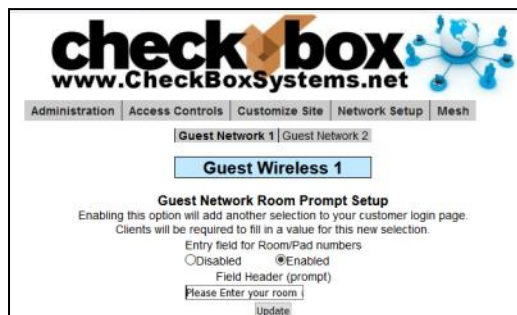 checkbox
www.CheckBoxSystems.net
Administration Access Controls Customize Site Network Setup Mesh
Guest Network 1 Guest Network 2
Guest Wireless 1
Guest Network Room Prompt Setup
Enabling this option will add another selection to your customer login page.
Clients will be required to fill in a value for this new selection.
Entry field for Room/Pad numbers
Disabled Enabled
Field Header (prompt)
Please Enter your room
Update